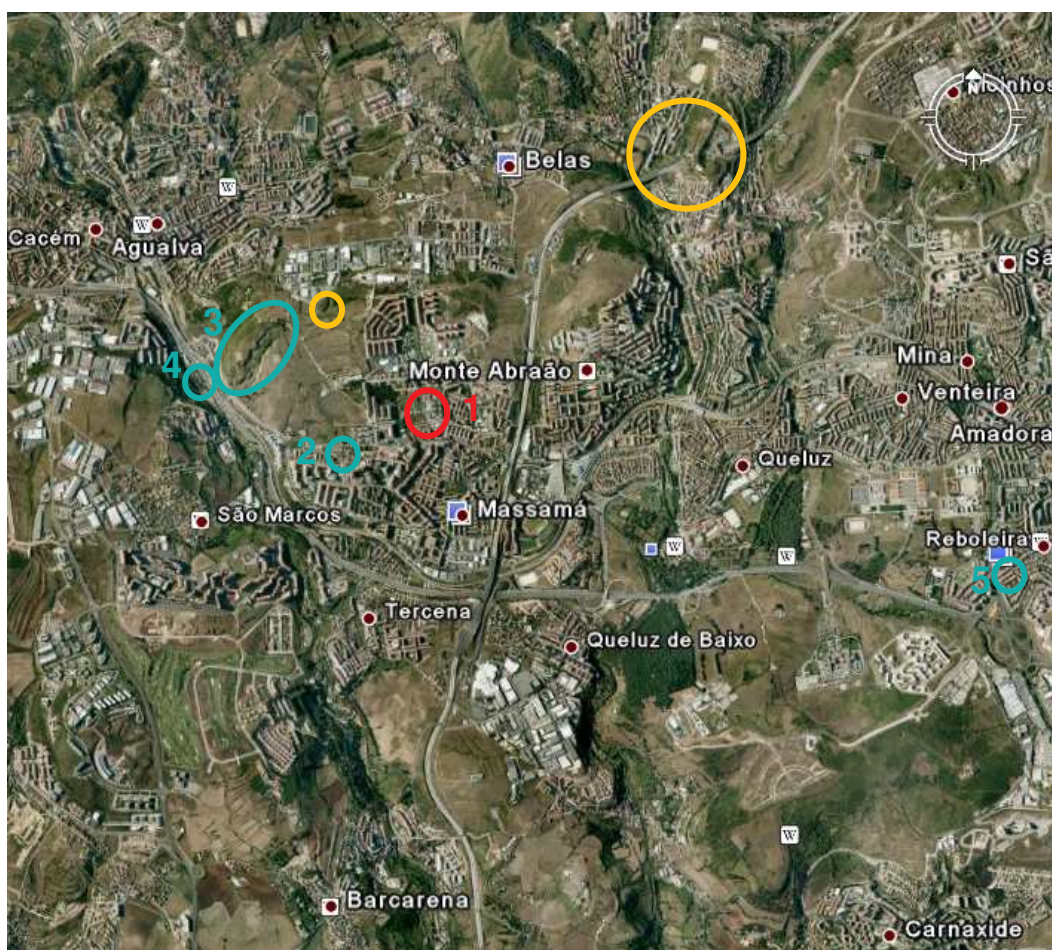 N
Belas
Cacém
Agualva
3
4
Monte Abraão
1
Mina
Venteira
Amadora
2
Queluz
São Marcos
Massamá
Reboleira
5
Tercena
Queluz de Baixo
Barcarena
Carnaxide
W
W
W
W
W
W